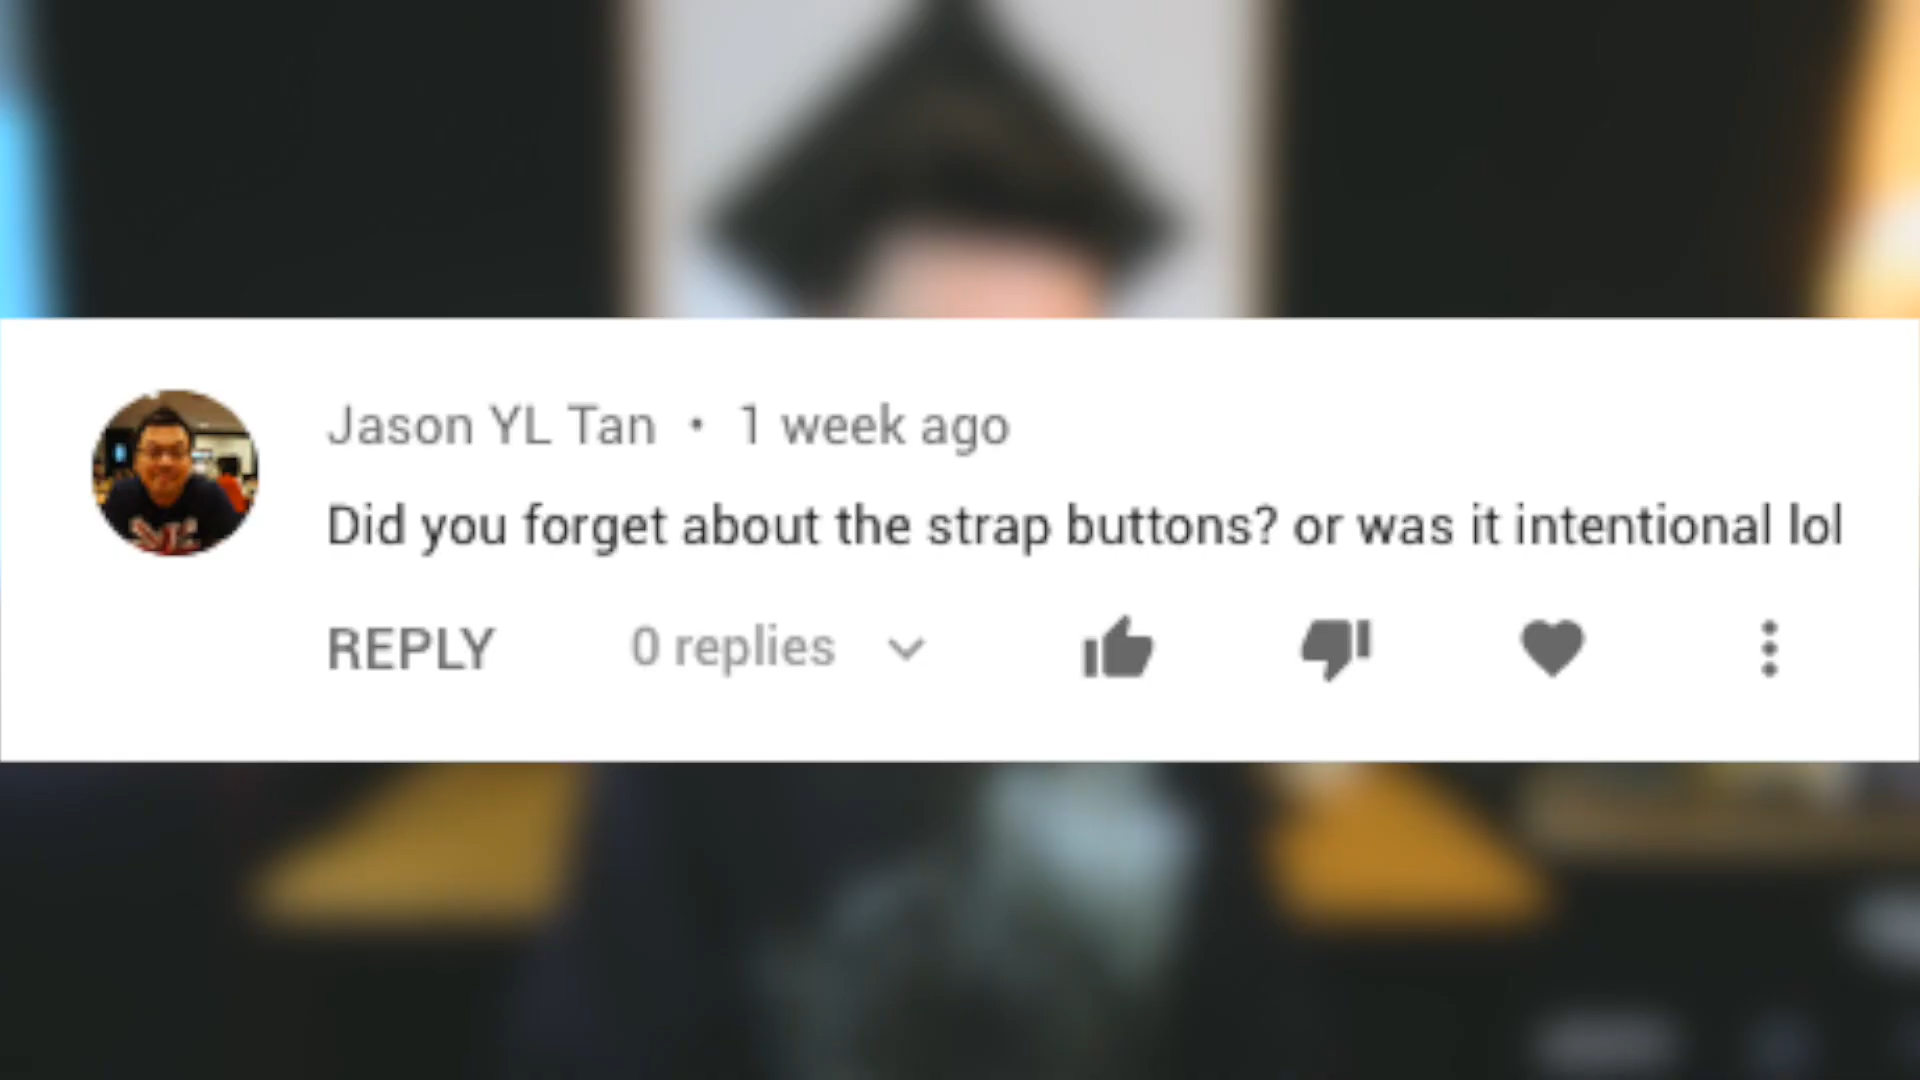 Jason YL Tan • 1 week ago
Did you forget about the strap buttons? or was it intentional lol
REPLY 0 replies